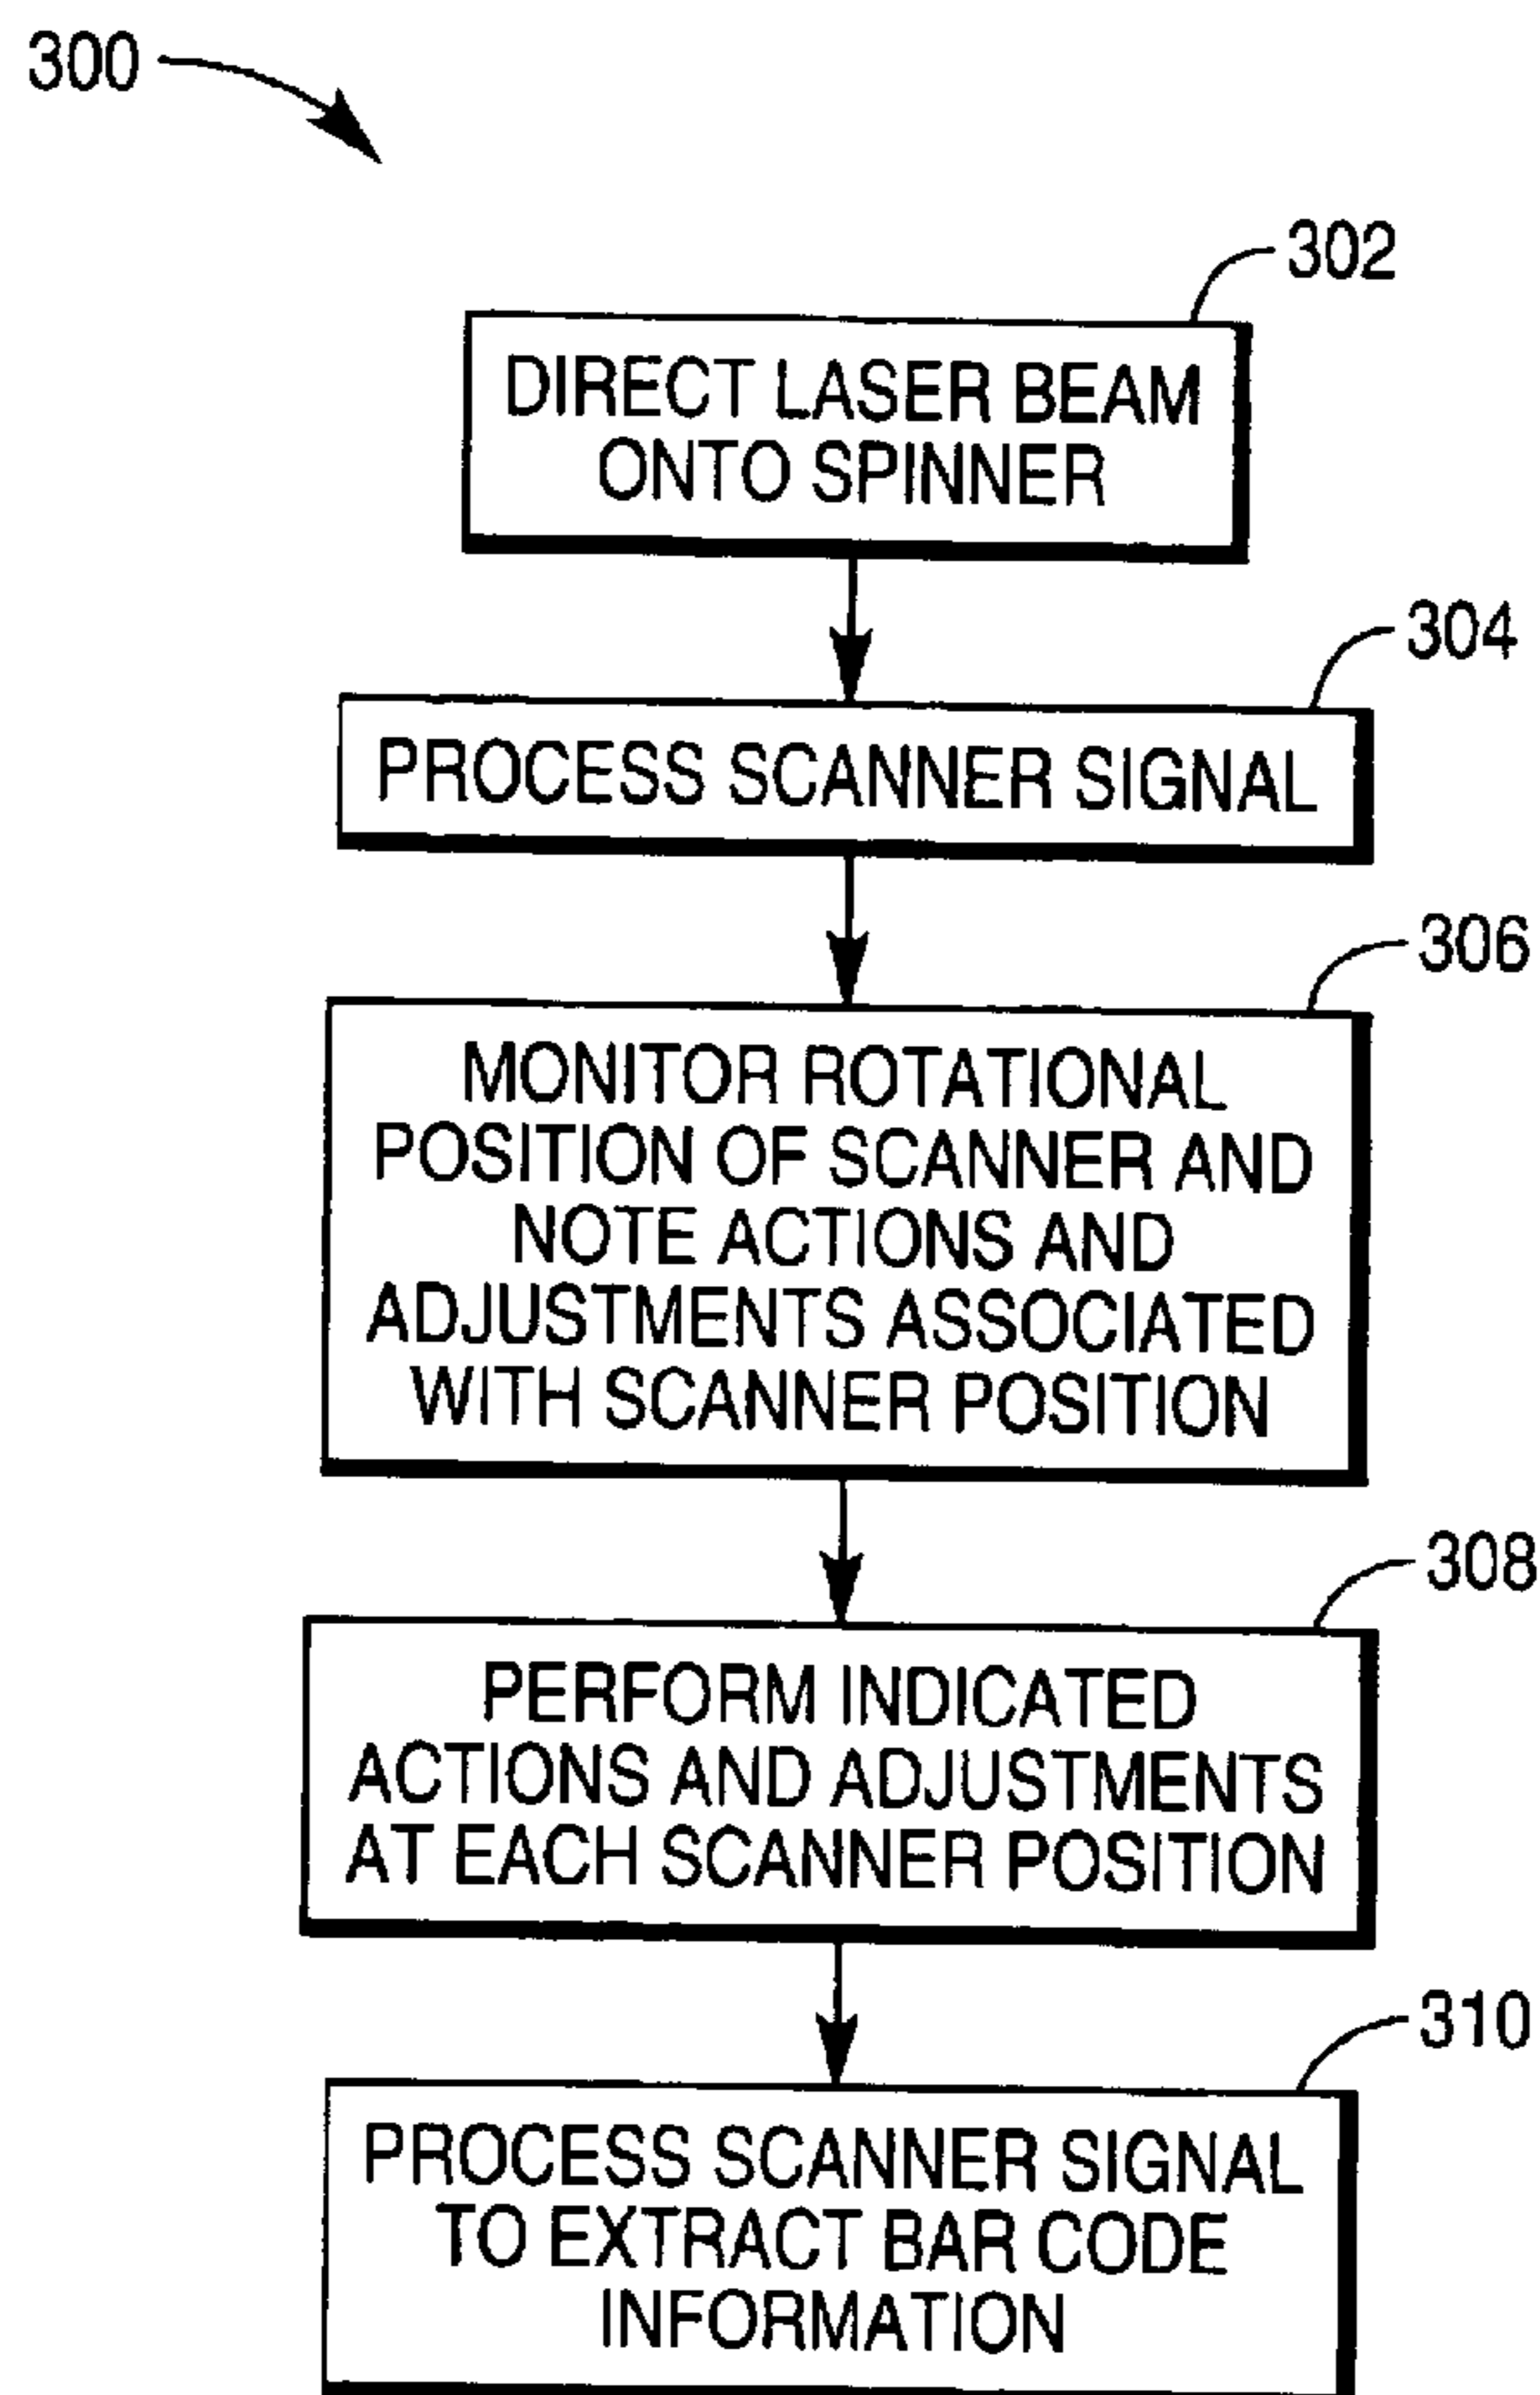 300
302
DIRECT LASER BEAM
ONTO SPINNER
304
PROCESS SCANNER SIGNAL
306
MONITOR ROTATIONAL
POSITION OF SCANNER AND
NOTE ACTIONS AND
ADJUSTMENTS ASSOCIATED
WITH SCANNER POSITION
308
PERFORM INDICATED
ACTIONS AND ADJUSTMENTS
AT EACH SCANNER POSITION
310
PROCESS SCANNER SIGNAL
TO EXTRACT BAR CODE
INFORMATION